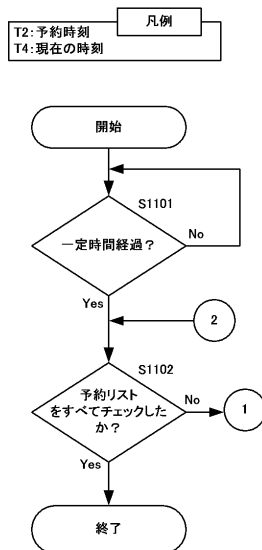 凡例
T2:予約時刻
T4:現在の時刻
開始
S1101
一定時間経過？
No
Yes
2
S1102
予約リスト
をすべてチェックした
か？
No
1
Yes
終了